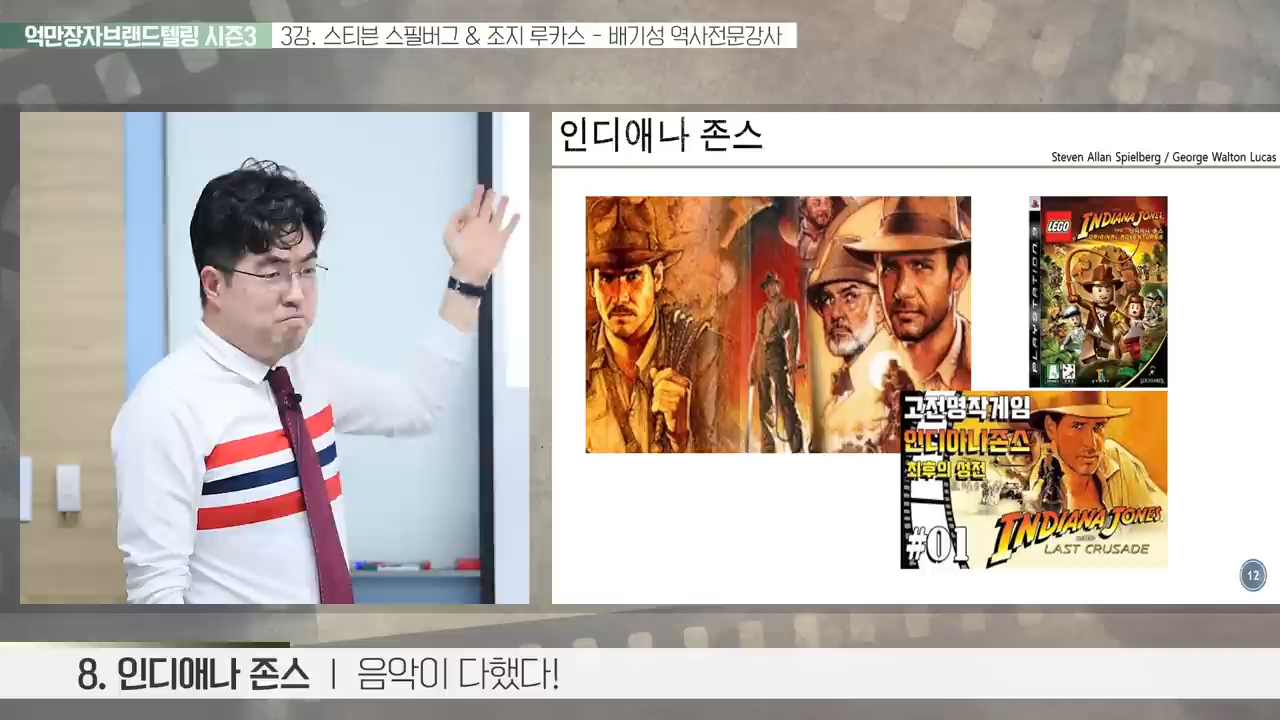 억만장자브랜드텔링 시즌3
3강. 스티븐 스필버그 & 조지 루카스 - 배기성 역사전문강사
인디애나 존스
Steven Allan Spielberg / George Walton Lucas
PLAYSTATION 3
LEGO
INDIANA JONES
ORIGINAL ADVENTURES
고전명작게임
인디아나존스
최후의 성전
#01
INDIANA JONES
LAST CRUSADE
12
8. 인디애나 존스 | 음악이 다했다!